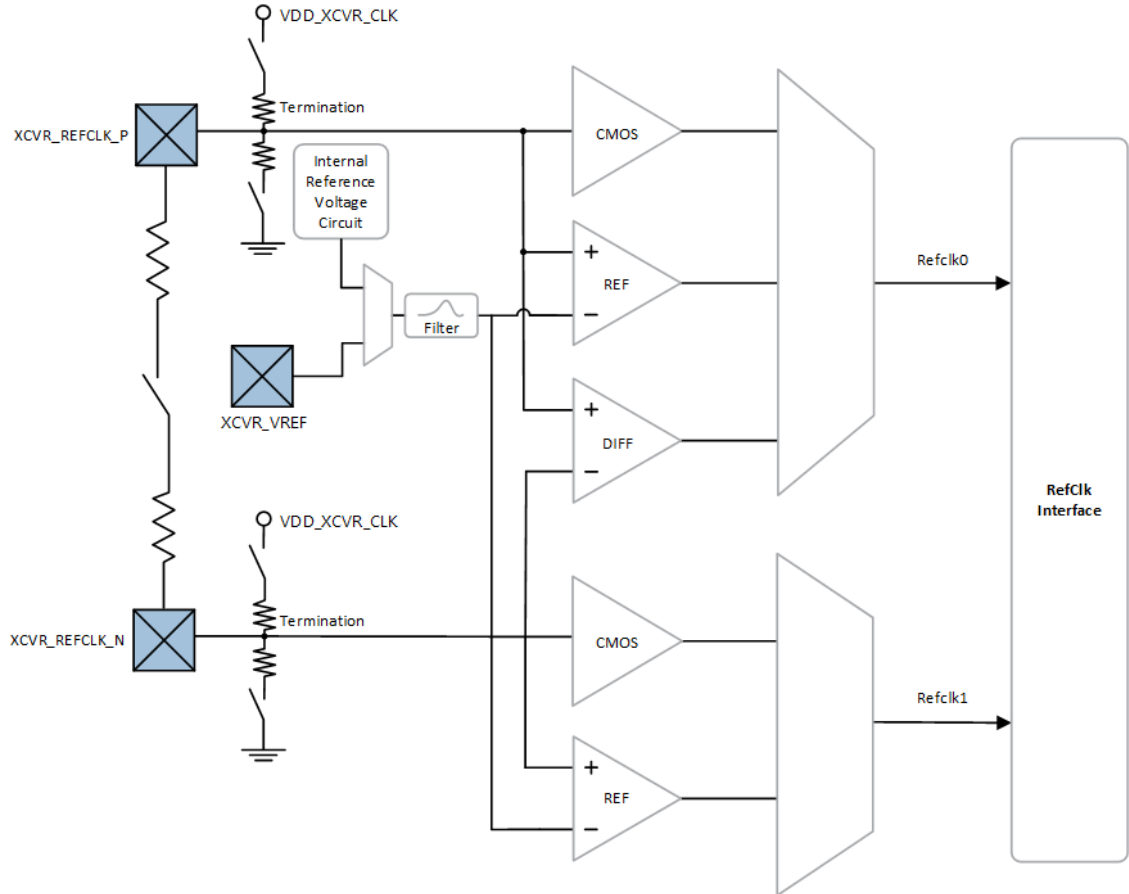 VDD_XCVR_CLK
Termination
XCVR_REFCLK_P
CMOS
Internal
Reference
Voltage
Circuit
+
REF
−
Refclk0
Filter
XCVR_VREF
+
DIFF
−
RefClk
Interface
VDD_XCVR_CLK
Termination
XCVR_REFCLK_N
CMOS
Refclk1
+
REF
−